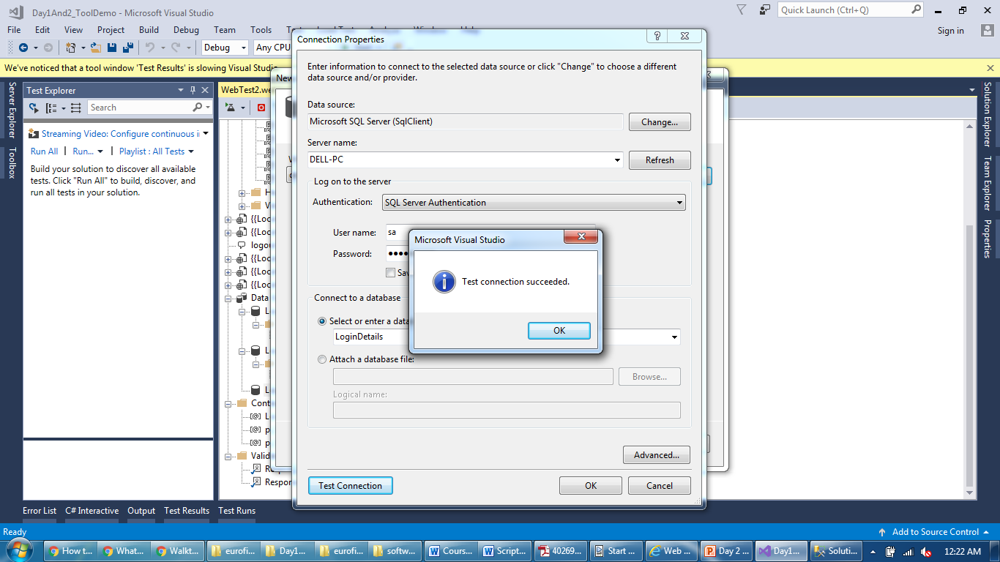 Day1And2_ToolDemo - Microsoft Visual Studio
Quick Launch (Ctrl+Q)
File Edit View Project Build Debug Team Tools
Sign in
Debug
Any CPU
We've noticed that a tool window 'Test Results' is slowing Visual Studio
Server Explorer
Toolbox
Test Explorer
Search
Streaming Video: Configure continuous i
Run All | Run... | Playlist : All Tests
Build your solution to discover all available
tests. Click "Run All" to build, discover, and
run all tests in your solution.
WebTest2.we
New
{{Loc
{{Loc
logou
{{Loc
{{Loc
{{Loc
Data
Cont
Valid
Respor
Connection Properties
Enter information to connect to the selected data source or click "Change" to choose a different
data source and/or provider.
Data source:
Microsoft SQL Server (SqlClient)
Change...
Server name:
DELL-PC
Refresh
Log on to the server
Authentication:
SQL Server Authentication
User name:
sa
Password:
Sav
Connect to a database
Select or enter a data
LoginDetails
Attach a database file:
Browse...
Logical name:
Advanced...
Test Connection
OK
Cancel
Microsoft Visual Studio
Test connection succeeded.
OK
Solution Explorer
Team Explorer
Properties
Error List C# Interactive Output Test Results Test Runs
Ready
Add to Source Control
How t...
What...
Walkt...
eurofi...
Day1...
eurofi...
softw...
Cours...
Script...
40269...
Start ...
Web ...
Day 2 ...
Day1...
Soluti...
12:22 AM